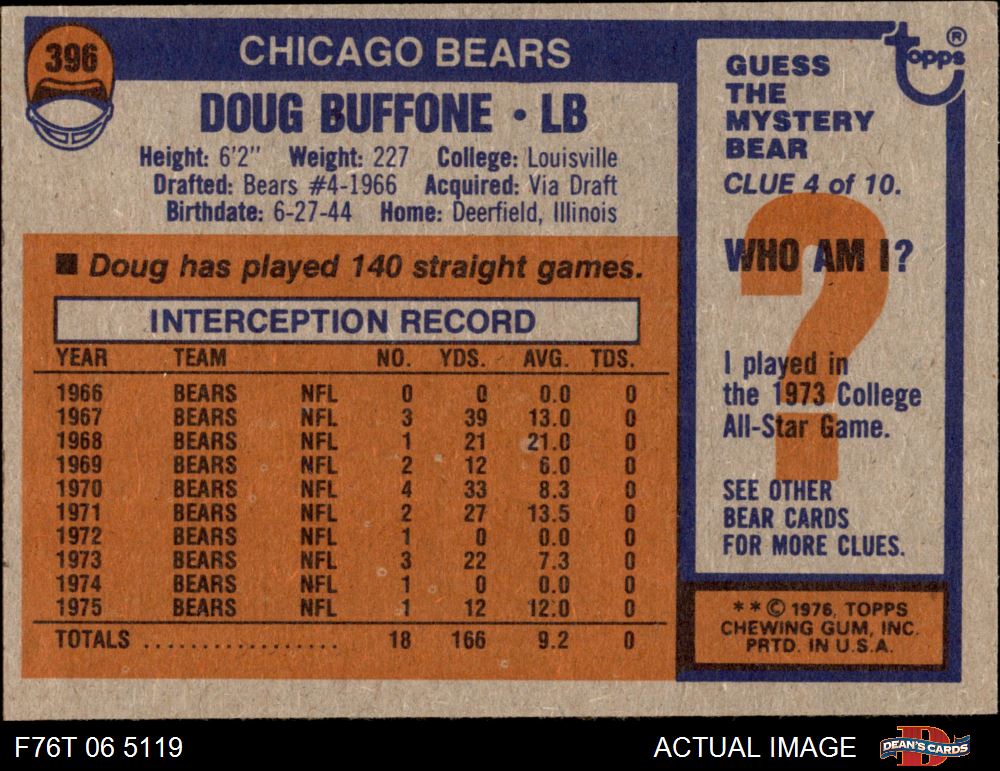 396
CHICAGO BEARS
DOUG BUFFONE • LB
Height: 6'2" Weight: 227 College: Louisville
Drafted: Bears #4-1966 Acquired: Via Draft
Birthdate: 6-27-44 Home: Deerfield, Illinois
■ Doug has played 140 straight games.
INTERCEPTION RECORD
YEAR TEAM NO. YDS. AVG. TDS.
1966 BEARS NFL 0 0 0.0 0
1967 BEARS NFL 3 39 13.0 0
1968 BEARS NFL 1 21 21.0 0
1969 BEARS NFL 2 12 6.0 0
1970 BEARS NFL 4 33 8.3 0
1971 BEARS NFL 2 27 13.5 0
1972 BEARS NFL 1 0 0.0 0
1973 BEARS NFL 3 22 7.3 0
1974 BEARS NFL 1 0 0.0 0
1975 BEARS NFL 1 12 12.0 0
TOTALS ................. 18 166 9.2 0
topps ®
GUESS
THE
MYSTERY
BEAR
CLUE 4 of 10.
?
WHO AM I?
I played in
the 1973 College
All-Star Game.
SEE OTHER
BEAR CARDS
FOR MORE CLUES.
* * © 1976, TOPPS
CHEWING GUM, INC.
PRTD. IN U.S.A.
F76T 06 5119
ACTUAL IMAGE
DEAN'S CARDS